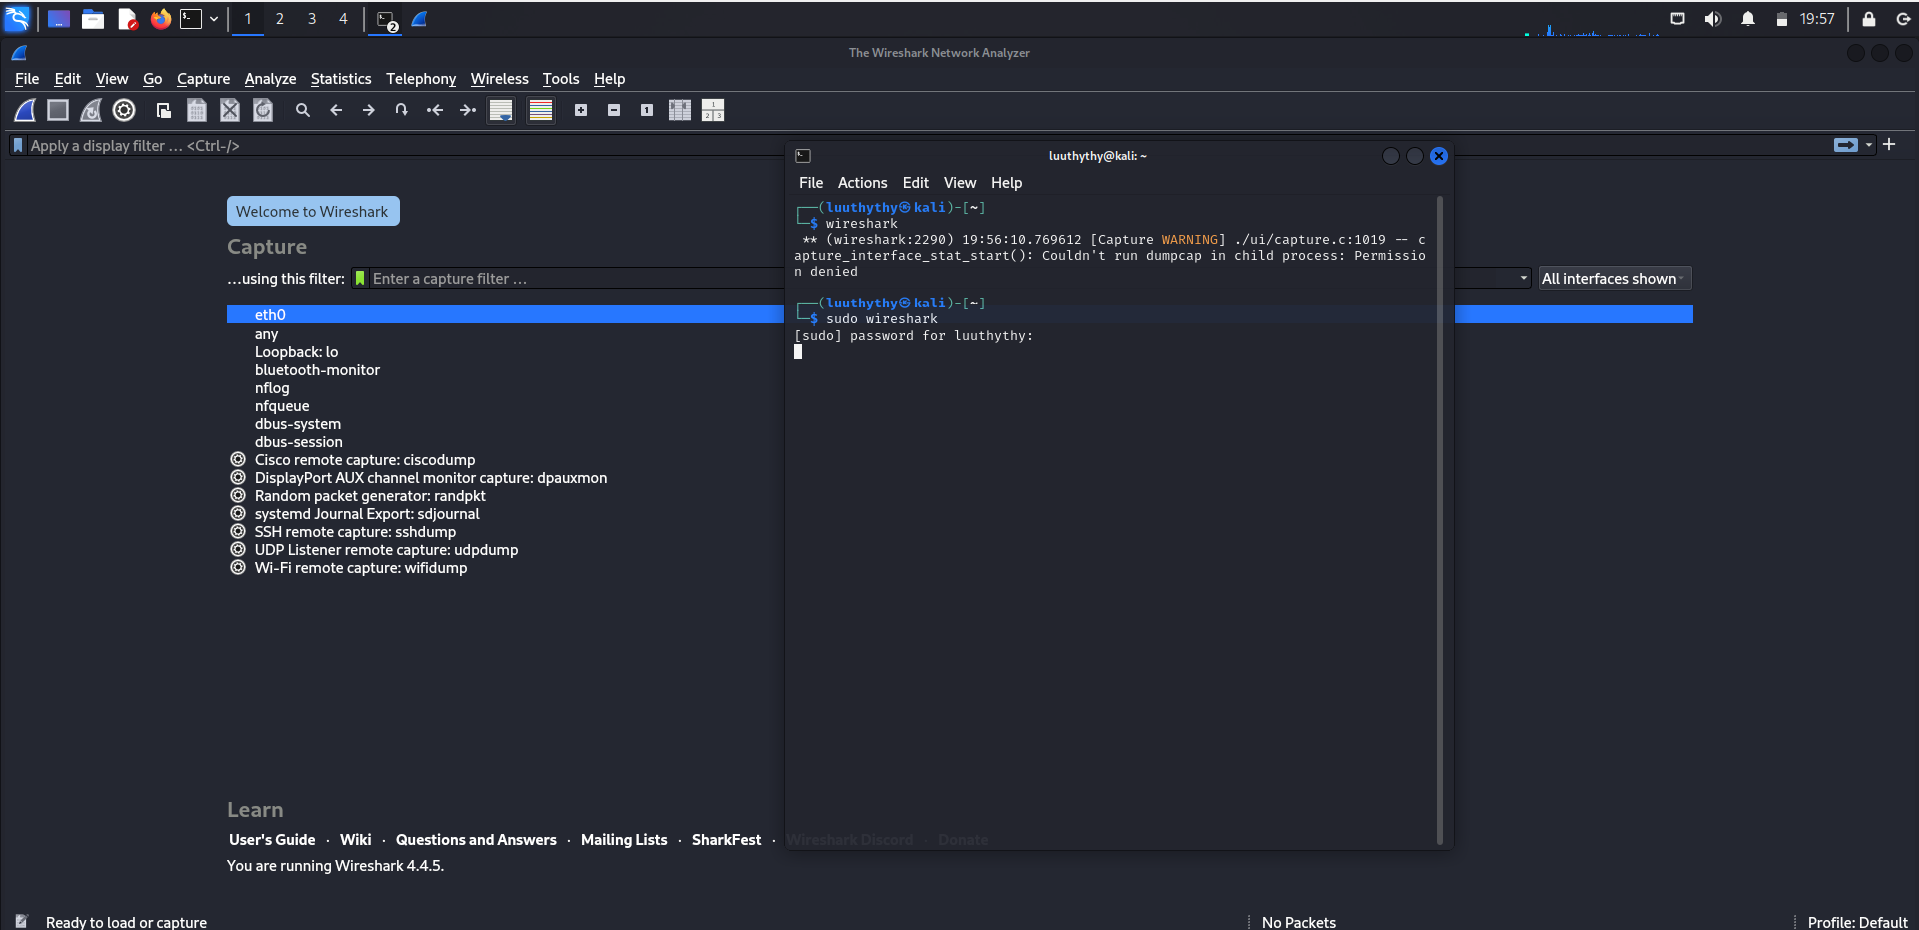 1 2 3 4 2 19:57
The Wireshark Network Analyzer
File Edit View Go Capture Analyze Statistics Telephony Wireless Tools Help
Apply a display filter … <Ctrl-/>
Welcome to Wireshark
Capture
…using this filter: Enter a capture filter … All interfaces shown
eth0
any
Loopback: lo
bluetooth-monitor
nflog
nfqueue
dbus-system
dbus-session
Cisco remote capture: ciscodump
DisplayPort AUX channel monitor capture: dpauxmon
Random packet generator: randpkt
systemd Journal Export: sdjournal
SSH remote capture: sshdump
UDP Listener remote capture: udpdump
Wi-Fi remote capture: wifidump
luuthythy@kali: ~
File Actions Edit View Help
┌──(luuthythy㉿kali)-[~]
└─$ wireshark
** (wireshark:2290) 19:56:10.769612 [Capture WARNING] ./ui/capture.c:1019 -- c
apture_interface_stat_start(): Couldn't run dumpcap in child process: Permissio
n denied
┌──(luuthythy㉿kali)-[~]
└─$ sudo wireshark
[sudo] password for luuthythy:
Learn
User's Guide · Wiki · Questions and Answers · Mailing Lists · SharkFest · Wireshark Discord · Donate
You are running Wireshark 4.4.5.
Ready to load or capture No Packets Profile: Default